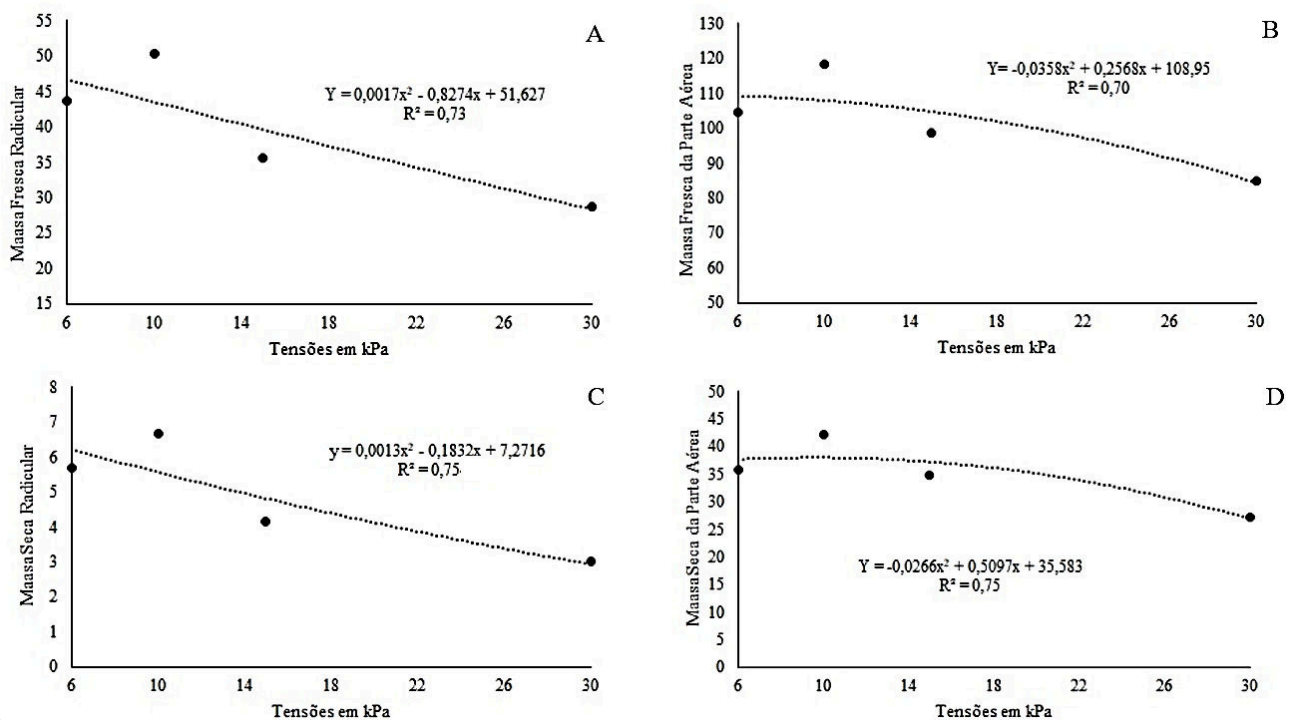 A
Maasa Fresca Radicular
55
50
45
40
35
30
25
20
15
Y = 0,0017x² - 0,8274x + 51,627
R² = 0,73
6 10 14 18 22 26 30
Tensões em kPa
B
Maasa Fresca da Parte Aérea
130
120
110
100
90
80
70
60
50
Y= -0,0358x² + 0,2568x + 108,95
R² = 0,70
6 10 14 18 22 26 30
Tensões em kPa
C
Maasa Seca Radicular
8
7
6
5
4
3
2
1
0
y = 0,0013x² - 0,1832x + 7,2716
R² = 0,75
6 10 14 18 22 26 30
Tensões em kPa
D
Maasa Seca da Parte Aérea
50
45
40
35
30
25
20
15
10
5
0
Y = -0,0266x² + 0,5097x + 35,583
R² = 0,75
6 10 14 18 22 26 30
Tensões em kPa